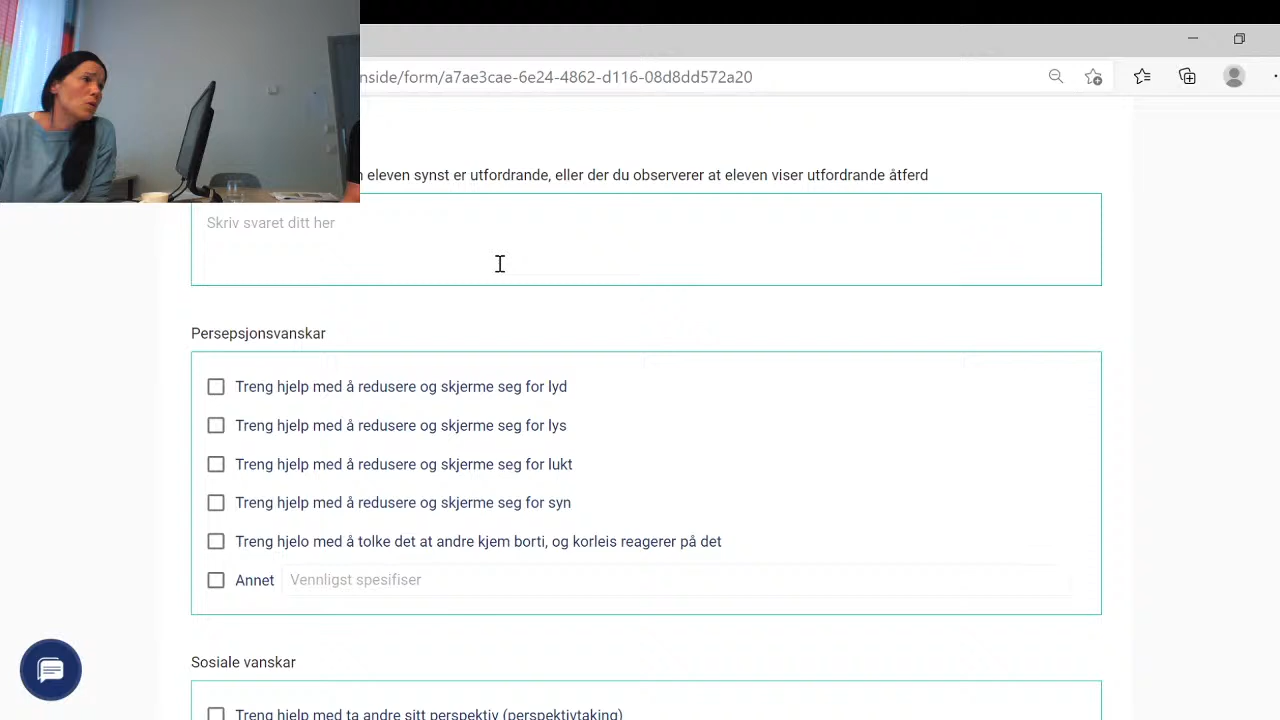 nside/form/a7ae3cae-6e24-4862-d116-08d8dd572a20
eleven synst er utfordrande, eller der du observerer at eleven viser utfordrande åtferd
Skriv svaret ditt her
Persepsjonsvanskar
Treng hjelp med å redusere og skjerme seg for lyd
Treng hjelp med å redusere og skjerme seg for lys
Treng hjelp med å redusere og skjerme seg for lukt
Treng hjelp med å redusere og skjerme seg for syn
Treng hjelo med å tolke det at andre kjem borti, og korleis reagerer på det
Annet Vennligst spesifiser
Sosiale vanskar
Treng hjelp med ta andre sitt perspektiv (perspektivtaking)